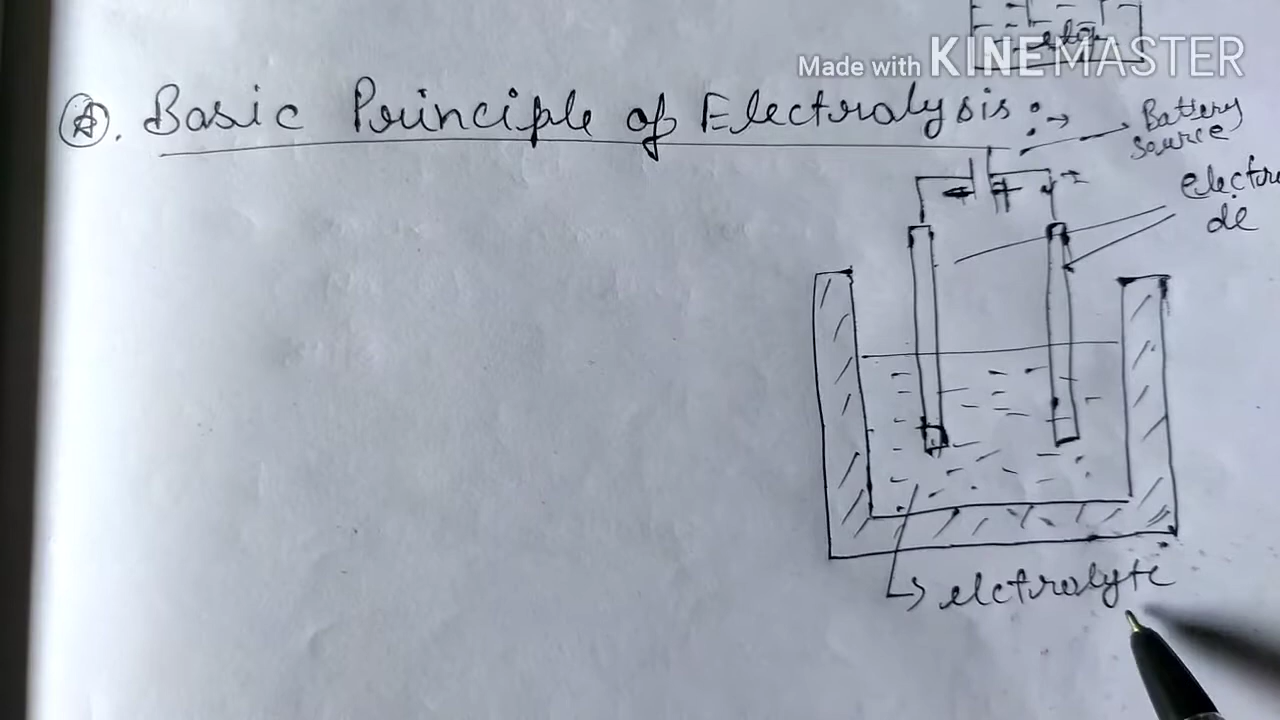 Made with KINEMASTER
A. Basic Principle of Electrolysis :→
Battery
source
electro
de
- +
electrolyte